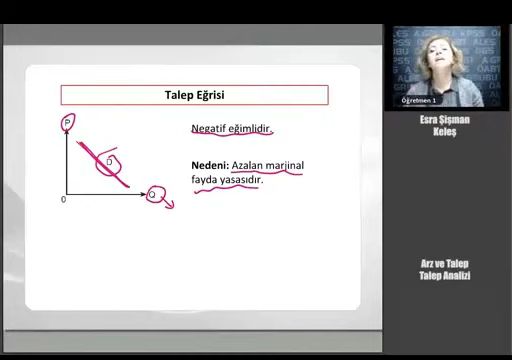 Talep Eğrisi
P
D
0
Q
Negatif eğimlidir.
Nedeni: Azalan marjinal
fayda yasasıdır.
Öğretmen 1
Esra Şişman
Keleş
Arz ve Talep
Talep Analizi